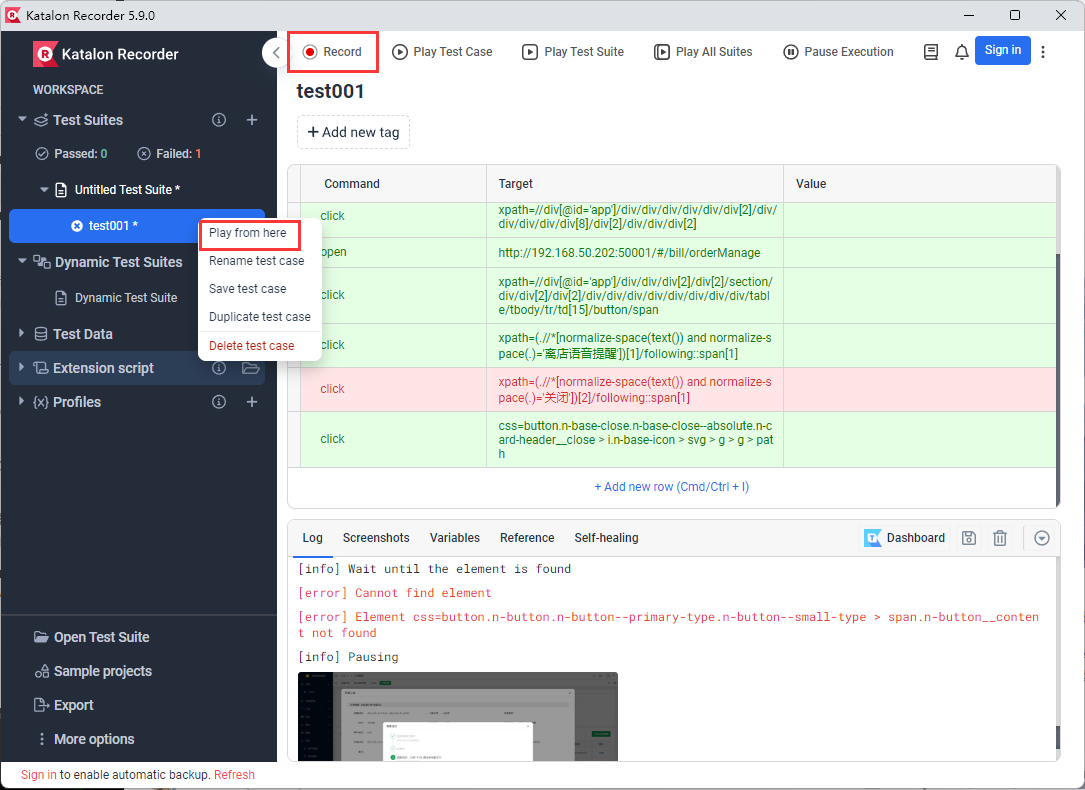 Katalon Recorder 5.9.0
Katalon Recorder
Record
Play Test Case
Play Test Suite
Play All Suites
Pause Execution
Sign in
WORKSPACE
Test Suites
Passed: 0
Failed: 1
Untitled Test Suite *
test001 *
Dynamic Test Suites
Dynamic Test Suite
Test Data
Extension script
{x} Profiles
Play from here
Rename test case
Save test case
Duplicate test case
Delete test case
Open Test Suite
Sample projects
Export
More options
Sign in to enable automatic backup. Refresh
test001
+ Add new tag
Command
Target
Value
click
xpath=//div[@id='app']/div/div/div/div/div/div[2]/div/
div/div/div/div[8]/div[2]/div/div/div[2]
open
http://192.168.50.202:50001/#/bill/orderManage
click
xpath=//div[@id='app']/div/div/div[2]/div[2]/section/
div/div[2]/div[2]/div/div/div/div/div/div/div/div/tab
le/tbody/tr/td[15]/button/span
click
xpath=(.//*[normalize-space(text()) and normalize-s
pace(.)='离店语音提醒'])[1]/following::span[1]
click
xpath=(.//*[normalize-space(text()) and normalize-s
pace(.)='关闭'])[2]/following::span[1]
click
css=button.n-base-close.n-base-close--absolute.n-c
ard-header__close > i.n-base-icon > svg > g > g > pat
h
+ Add new row (Cmd/Ctrl + I)
Log
Screenshots
Variables
Reference
Self-healing
Dashboard
[info] Wait until the element is found
[error] Cannot find element
[error] Element css=button.n-button.n-button--primary-type.n-button--small-type > span.n-button__conten
t not found
[info] Pausing